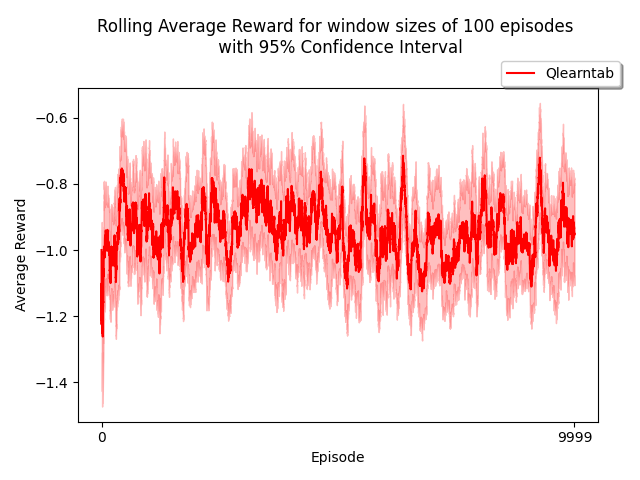 Rolling Average Reward for window sizes of 100 episodes
with 95% Confidence Interval
Qlearntab
−0.6
−0.8
−1.0
−1.2
−1.4
Average Reward
0
9999
Episode